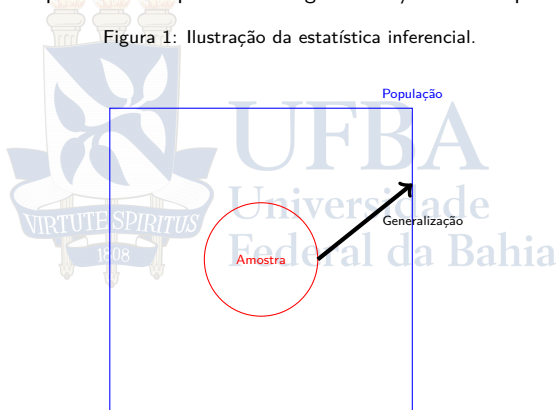 Figura 1: Ilustração da estatística inferencial.
População
UFBA
Universidade
Generalização
Federal da Bahia
Amostra
VIRTUTE SPIRITUS
1808